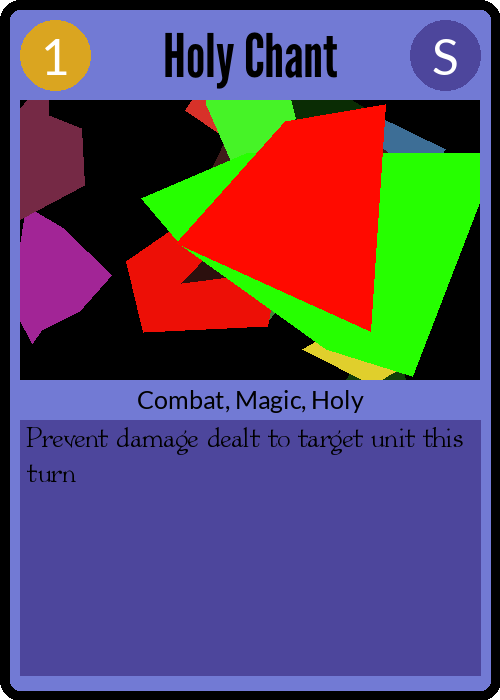 1
Holy Chant
S
Combat, Magic, Holy
Prevent damage dealt to target unit this
turn